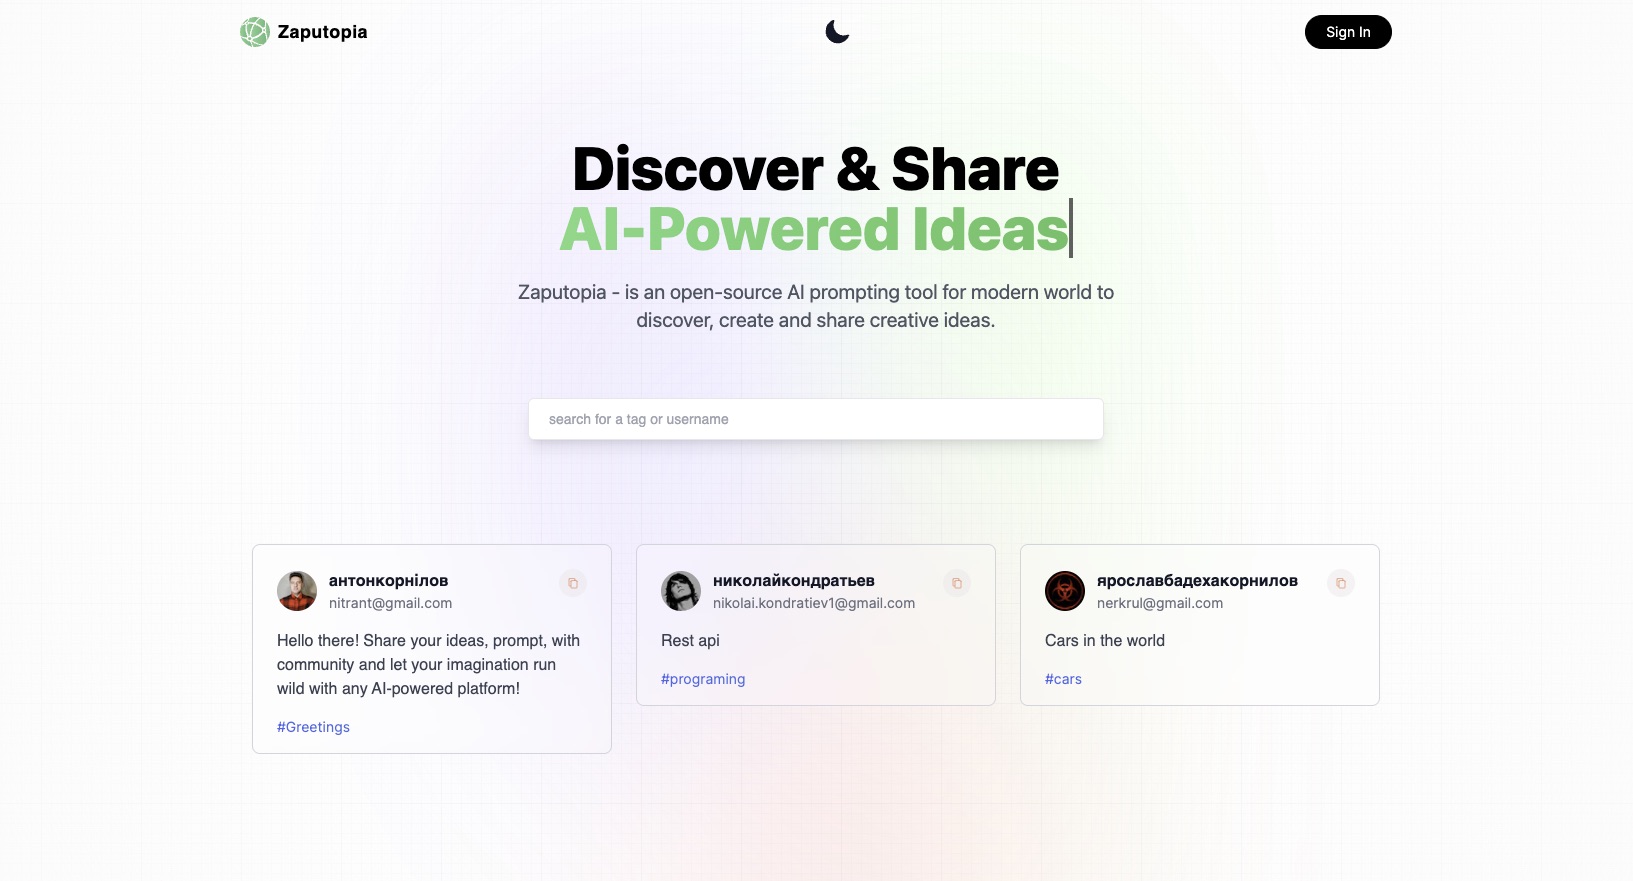 Zaputopia
Sign In
Discover & Share
AI-Powered Ideas
Zaputopia - is an open-source AI prompting tool for modern world to
discover, create and share creative ideas.
search for a tag or username
антонкорнілов
nitrant@gmail.com
Hello there! Share your ideas, prompt, with
community and let your imagination run
wild with any AI-powered platform!
#Greetings
николайкондратьев
nikolai.kondratiev1@gmail.com
Rest api
#programing
ярославбадехакорнилов
nerkrul@gmail.com
Cars in the world
#cars